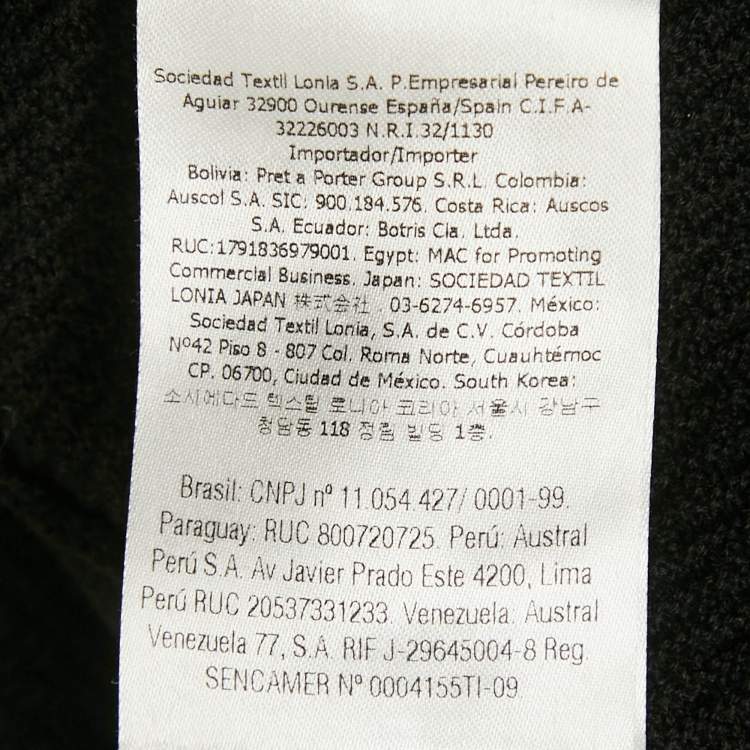 Sociedad Textil Lonia S.A. P.Empresarial Pereiro de
Aguiar 32900 Ourense España/Spain C.I.F.A-
32226003 N.R.I.32/1130
Importador/Importer
Bolivia: Pret a Porter Group S.R.L. Colombia:
Auscol S.A. SIC: 900.184.576. Costa Rica: Auscos
S.A. Ecuador: Botris Cia. Ltda.
RUC:1791836979001. Egypt: MAC for Promoting
Commercial Business. Japan: SOCIEDAD TEXTIL
LONIA JAPAN 株式会社 . 03-6274-6957. México:
Sociedad Textil Lonia, S.A. de C.V. Córdoba
Nº42 Piso 8 - 807 Col. Roma Norte, Cuauhtémoc
CP. 06700, Ciudad de México. South Korea:
소시에다드 텍스틸 로니아 코리아 서울시 강남구
청담동 118 정림 빌딩 1층.
Brasil: CNPJ nº 11.054.427/ 0001-99.
Paraguay: RUC 800720725. Perú: Austral
Perú S.A. Av Javier Prado Este 4200, Lima
Perú RUC 20537331233. Venezuela: Austral
Venezuela 77, S.A. RIF J-29645004-8 Reg.
SENCAMER Nº 0004155TI-09